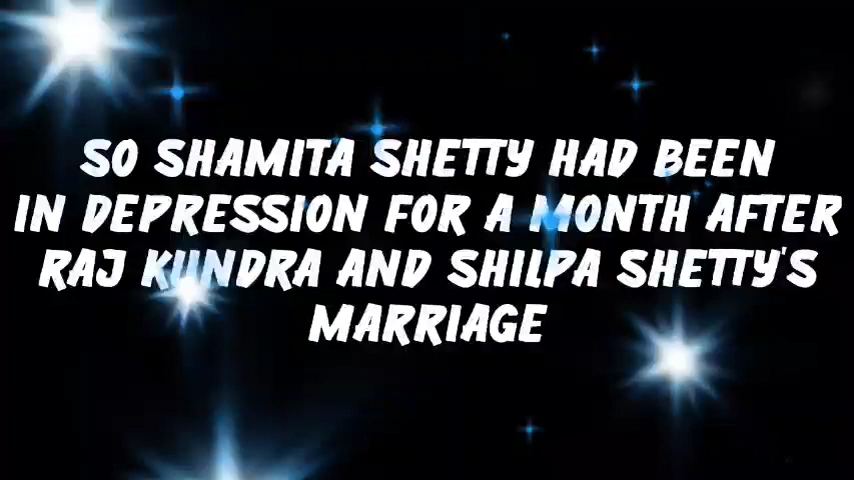 SO SHAMITA SHETTY HAD BEEN
IN DEPRESSION FOR A MONTH AFTER
RAJ KUNDRA AND SHILPA SHETTY'S
MARRIAGE